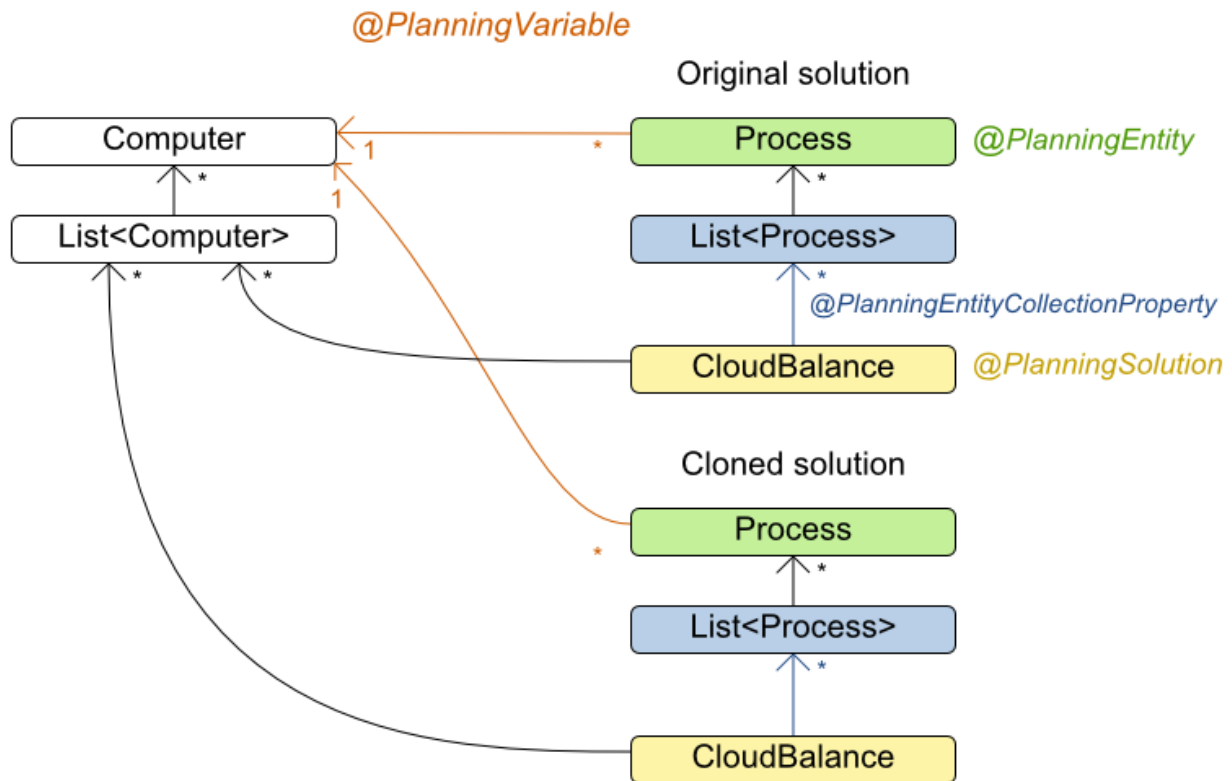 @PlanningVariable
Original solution
Computer
1
*
Process
@PlanningEntity
*
1
*
List<Computer>
List<Process>
*
*
*
@PlanningEntityCollectionProperty
CloudBalance
@PlanningSolution
Cloned solution
Process
*
*
List<Process>
*
CloudBalance